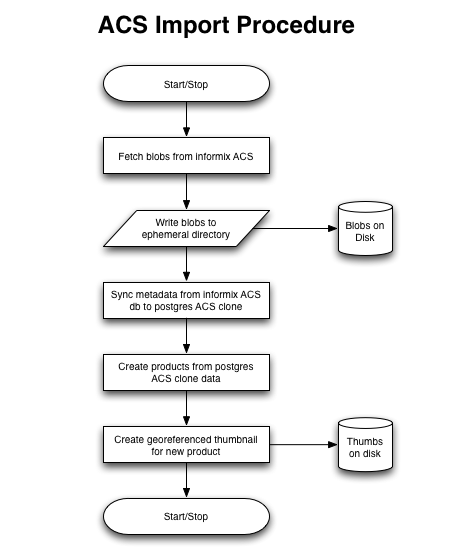 ACS Import Procedure
Start/Stop
Fetch blobs from informix ACS
Write blobs to
ephemeral directory
Blobs on
Disk
Sync metadata from informix ACS
db to postgres ACS clone
Create products from postgres
ACS clone data
Create georeferenced thumbnail
for new product
Thumbs
on disk
Start/Stop